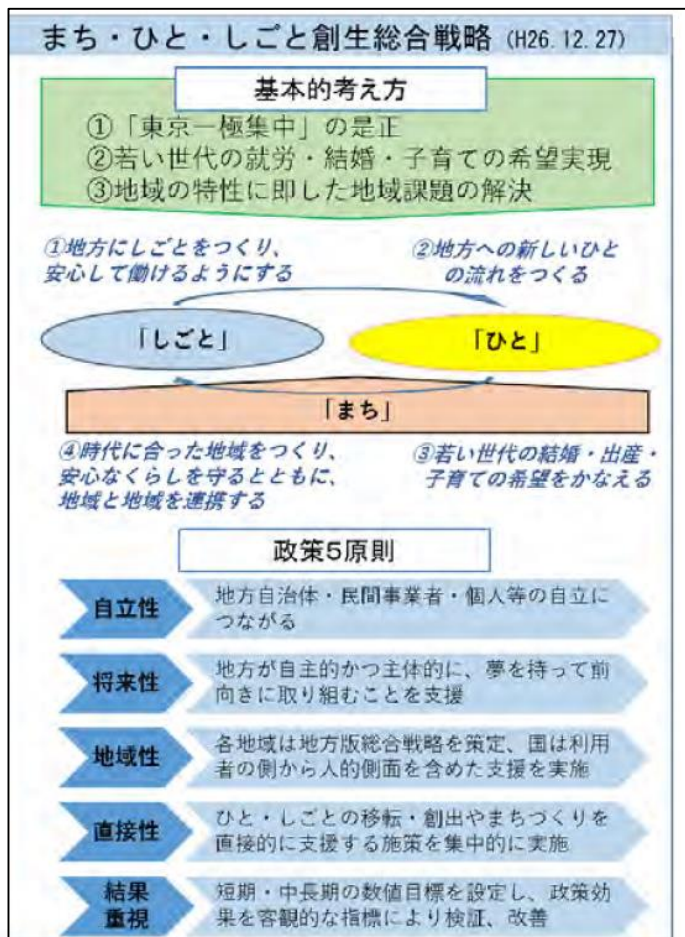 まち・ひと・しごと創生総合戦略 (H26.12.27)
基本的考え方
①「東京一極集中」の是正
②若い世代の就労・結婚・子育ての希望実現
③地域の特性に即した地域課題の解決
①地方にしごとをつくり、
安心して働けるようにする
②地方への新しいひと
の流れをつくる
「しごと」
「ひと」
「まち」
④時代に合った地域をつくり、
安心なくらしを守るとともに、
地域と地域を連携する
③若い世代の結婚・出産・
子育ての希望をかなえる
政策5原則
自立性
地方自治体・民間事業者・個人等の自立に
つながる
将来性
地方が自主的かつ主体的に、夢を持って前
向きに取り組むことを支援
地域性
各地域は地方版総合戦略を策定、国は利用
者の側から人的側面を含めた支援を実施
直接性
ひと・しごとの移転・創出やまちづくりを
直接的に支援する施策を集中的に実施
結果
重視
短期・中長期の数値目標を設定し、政策効
果を客観的な指標により検証、改善